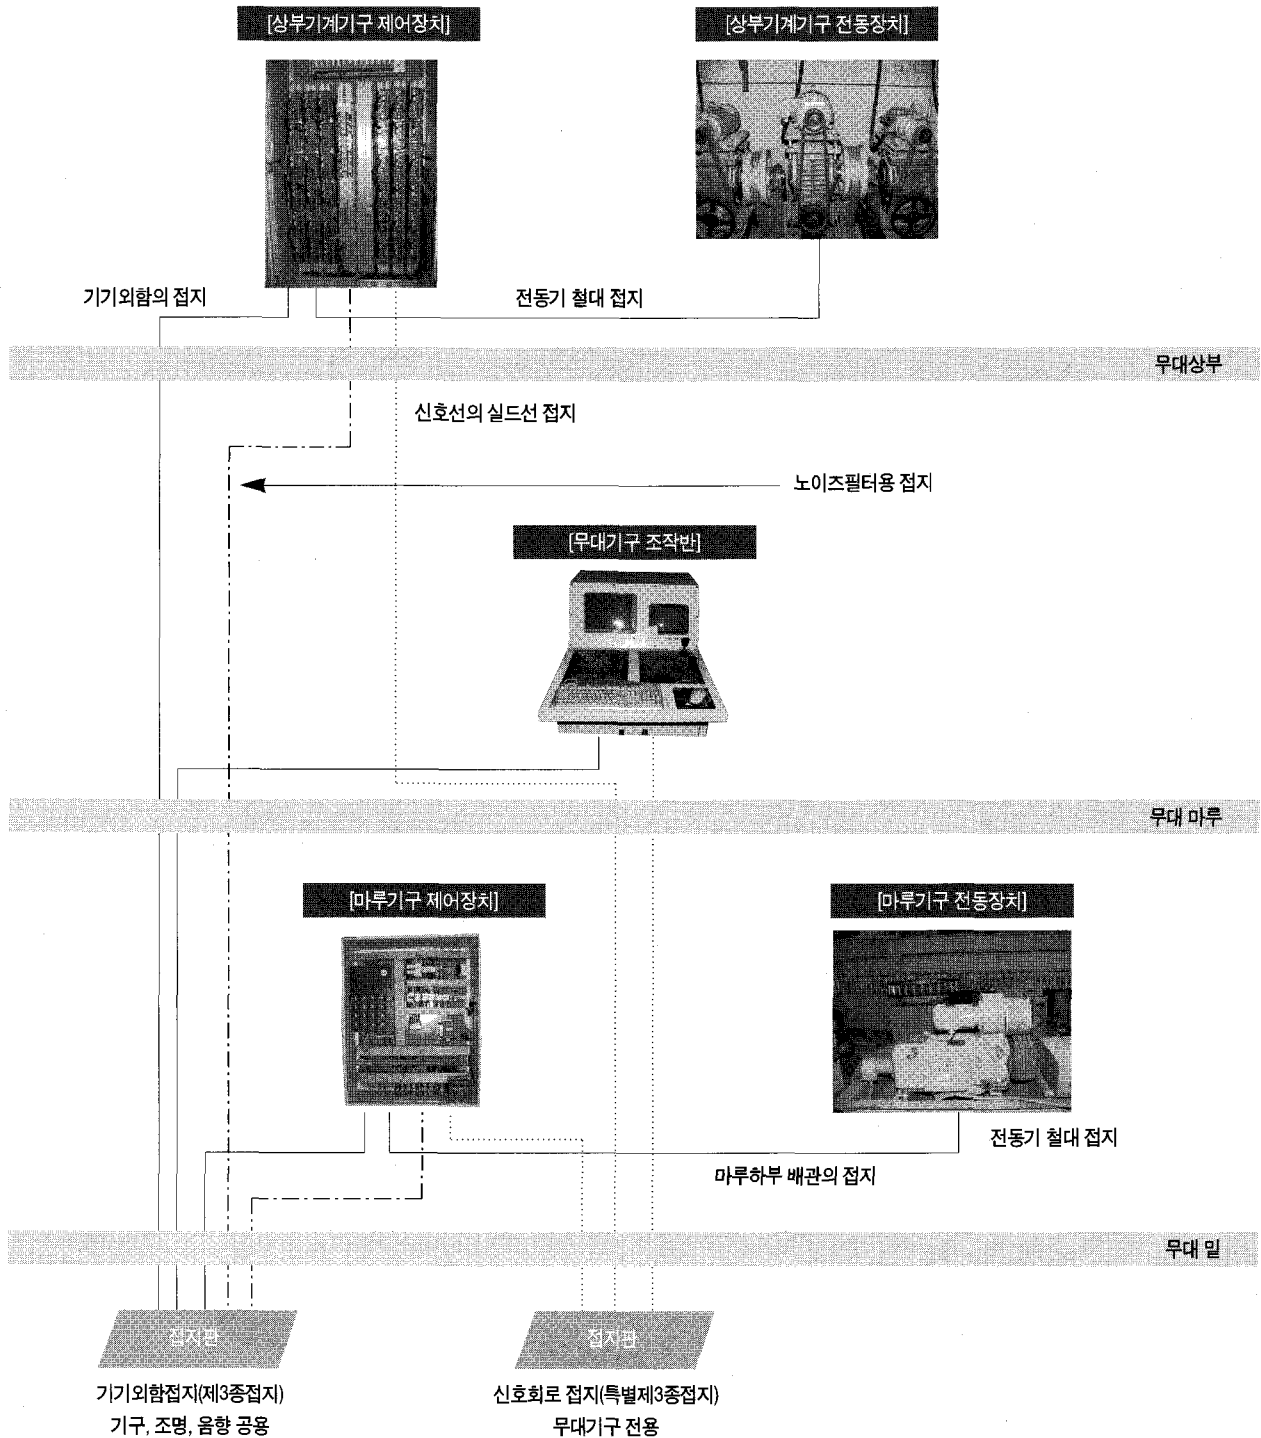 [상부기계기구 제어장치]
[상부기계기구 전동장치]
기기외함의 접지
전동기 철대 접지
무대상부
신호선의 실드선 접지
노이즈필터용 접지
[무대기구 조작반]
무대 마루
[마루기구 제어장치]
[마루기구 전동장치]
전동기 철대 접지
마루하부 배관의 접지
무대 밑
접지판
접지판
기기외함접지(제3종접지)
기구, 조명, 음향 공용
신호회로 접지(특별제3종접지)
무대기구 전용